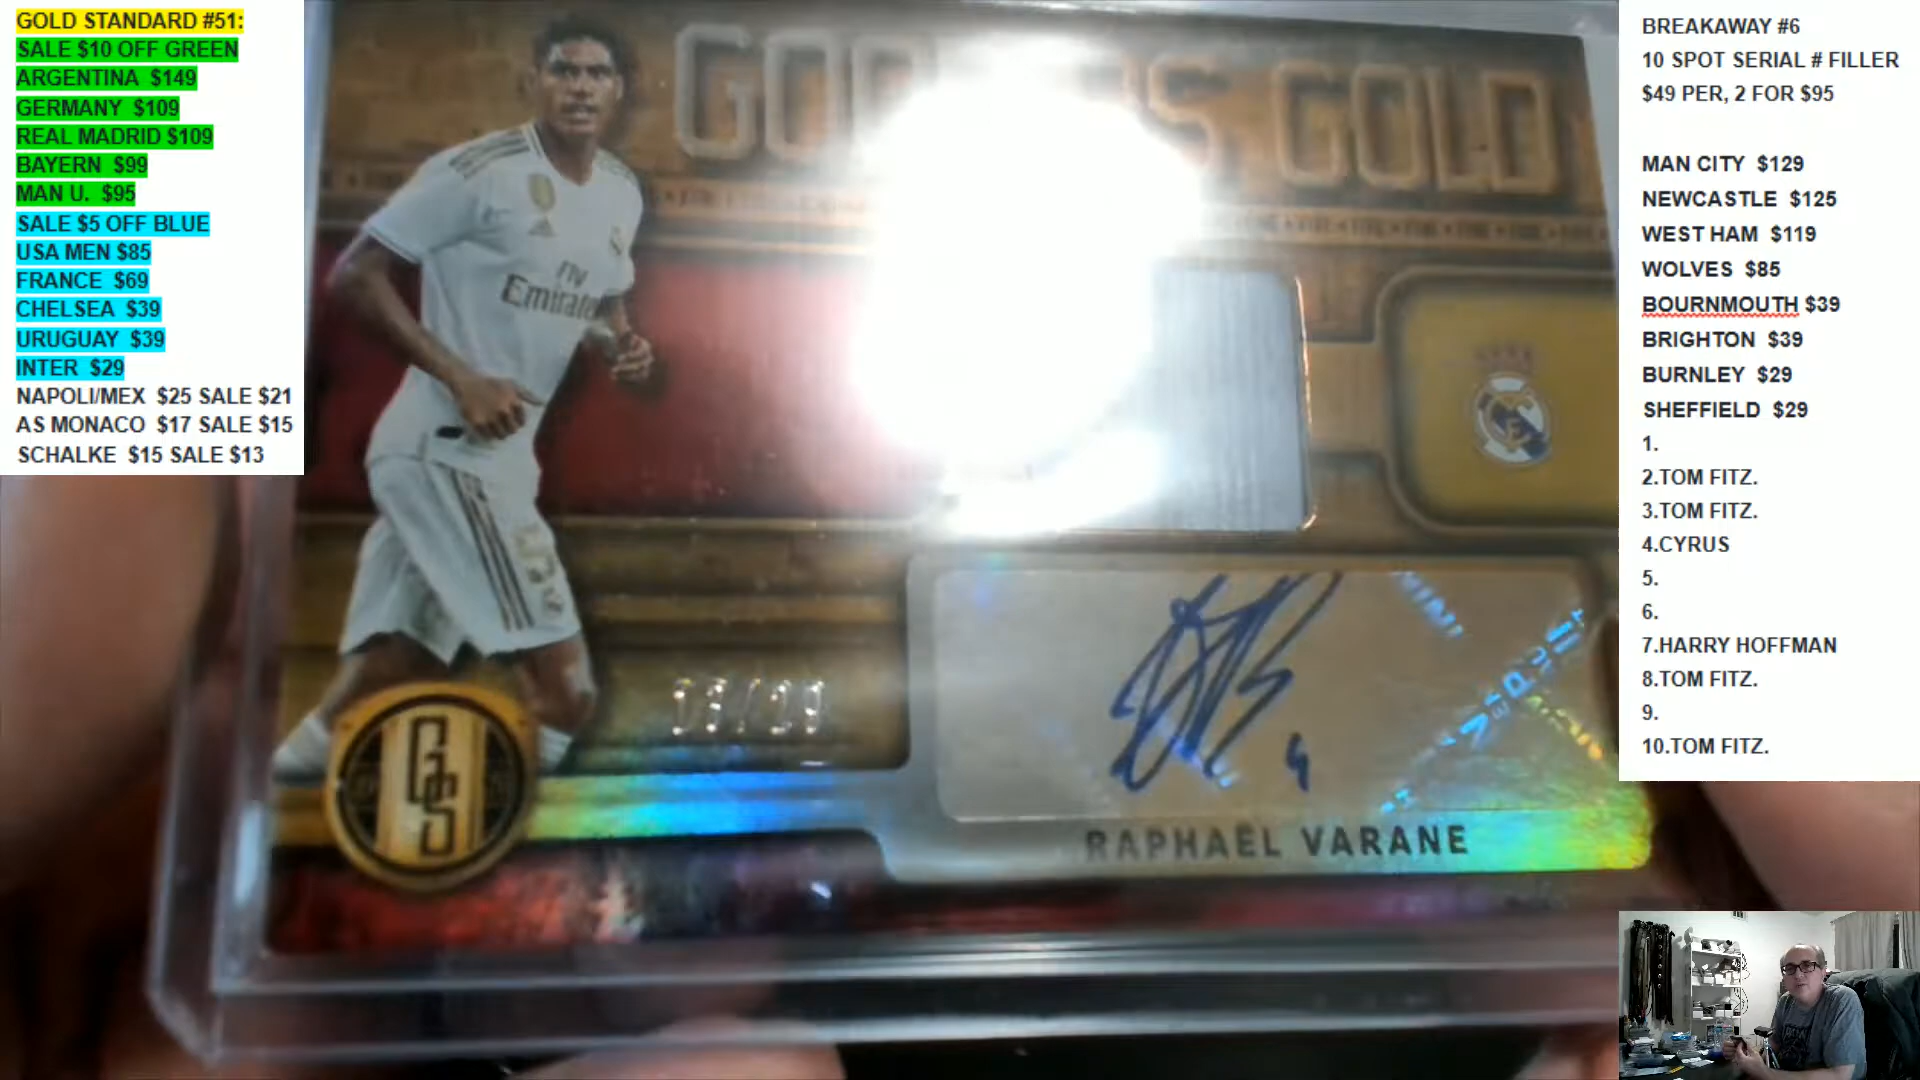 GOLD STANDARD #51:
SALE $10 OFF GREEN
ARGENTINA $149
GERMANY $109
REAL MADRID $109
BAYERN $99
MAN U. $95
SALE $5 OFF BLUE
USA MEN $85
FRANCE $69
CHELSEA $39
URUGUAY $39
INTER $29
NAPOLI/MEX $25 SALE $21
AS MONACO $17 SALE $15
SCHALKE $15 SALE $13
GOLD
Fly
Emirates
GS
RAPHAËL VARANE
BREAKAWAY #6
10 SPOT SERIAL # FILLER
$49 PER, 2 FOR $95
MAN CITY $129
NEWCASTLE $125
WEST HAM $119
WOLVES $85
BOURNMOUTH $39
BRIGHTON $39
BURNLEY $29
SHEFFIELD $29
1.
2.TOM FITZ.
3.TOM FITZ.
4.CYRUS
5.
6.
7.HARRY HOFFMAN
8.TOM FITZ.
9.
10.TOM FITZ.